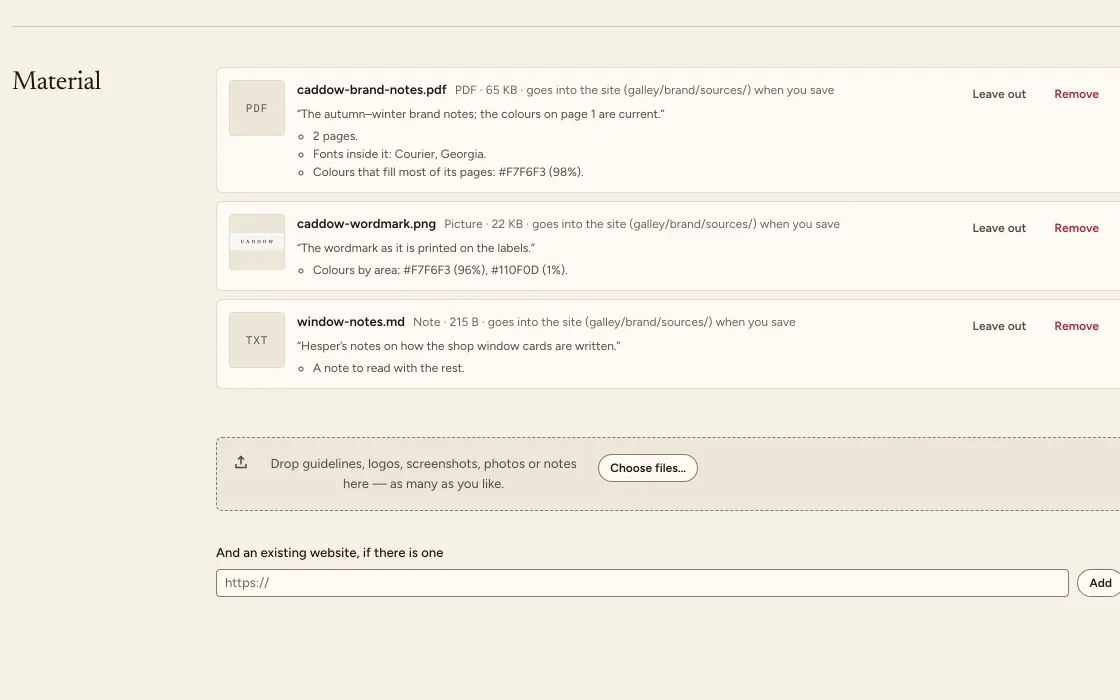 Material
PDF
caddow-brand-notes.pdf PDF · 65 KB · goes into the site (galley/brand/sources/) when you save
Leave out
Remove
“The autumn–winter brand notes; the colours on page 1 are current.”
2 pages.
Fonts inside it: Courier, Georgia.
Colours that fill most of its pages: #F7F6F3 (98%).
CADDOW
caddow-wordmark.png Picture · 22 KB · goes into the site (galley/brand/sources/) when you save
Leave out
Remove
“The wordmark as it is printed on the labels.”
Colours by area: #F7F6F3 (96%), #110F0D (1%).
TXT
window-notes.md Note · 215 B · goes into the site (galley/brand/sources/) when you save
Leave out
Remove
“Hesper’s notes on how the shop window cards are written.”
A note to read with the rest.
Drop guidelines, logos, screenshots, photos or notes
here — as many as you like.
Choose files...
And an existing website, if there is one
https://
Add